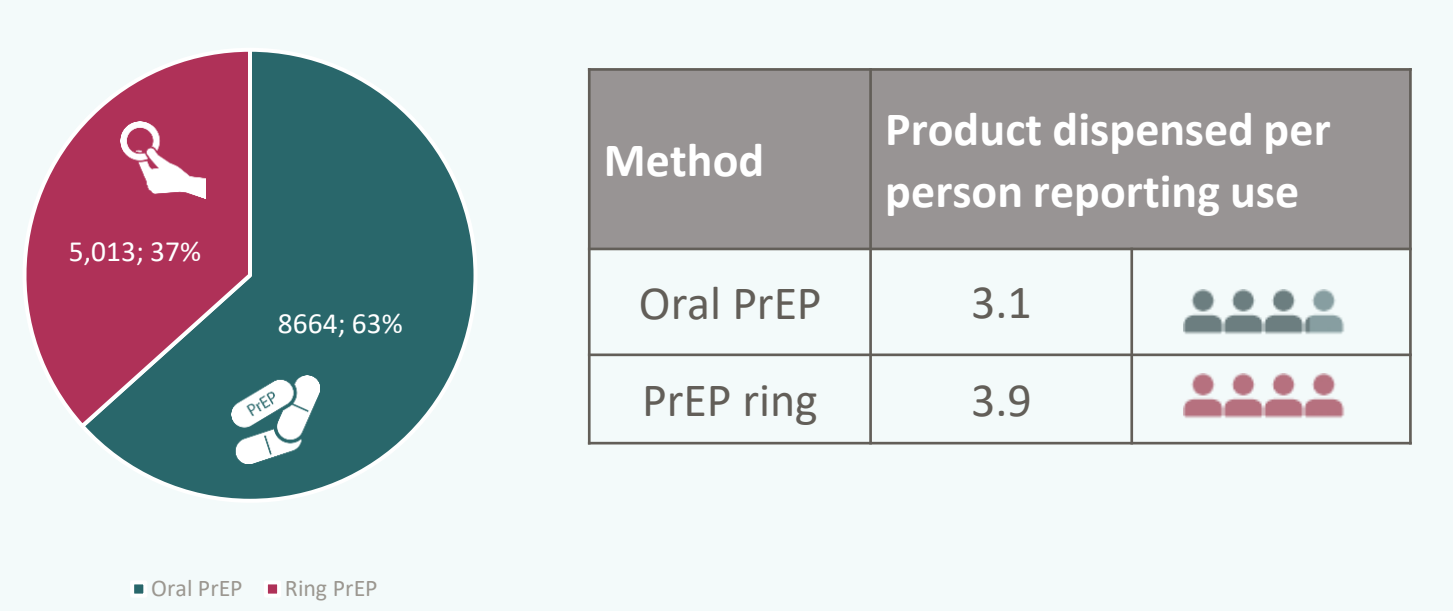 5,013; 37%
8664; 63%
PrEP
Oral PrEP Ring PrEP
Method Product dispensed per
person reporting use
Oral PrEP 3.1
PrEP ring 3.9